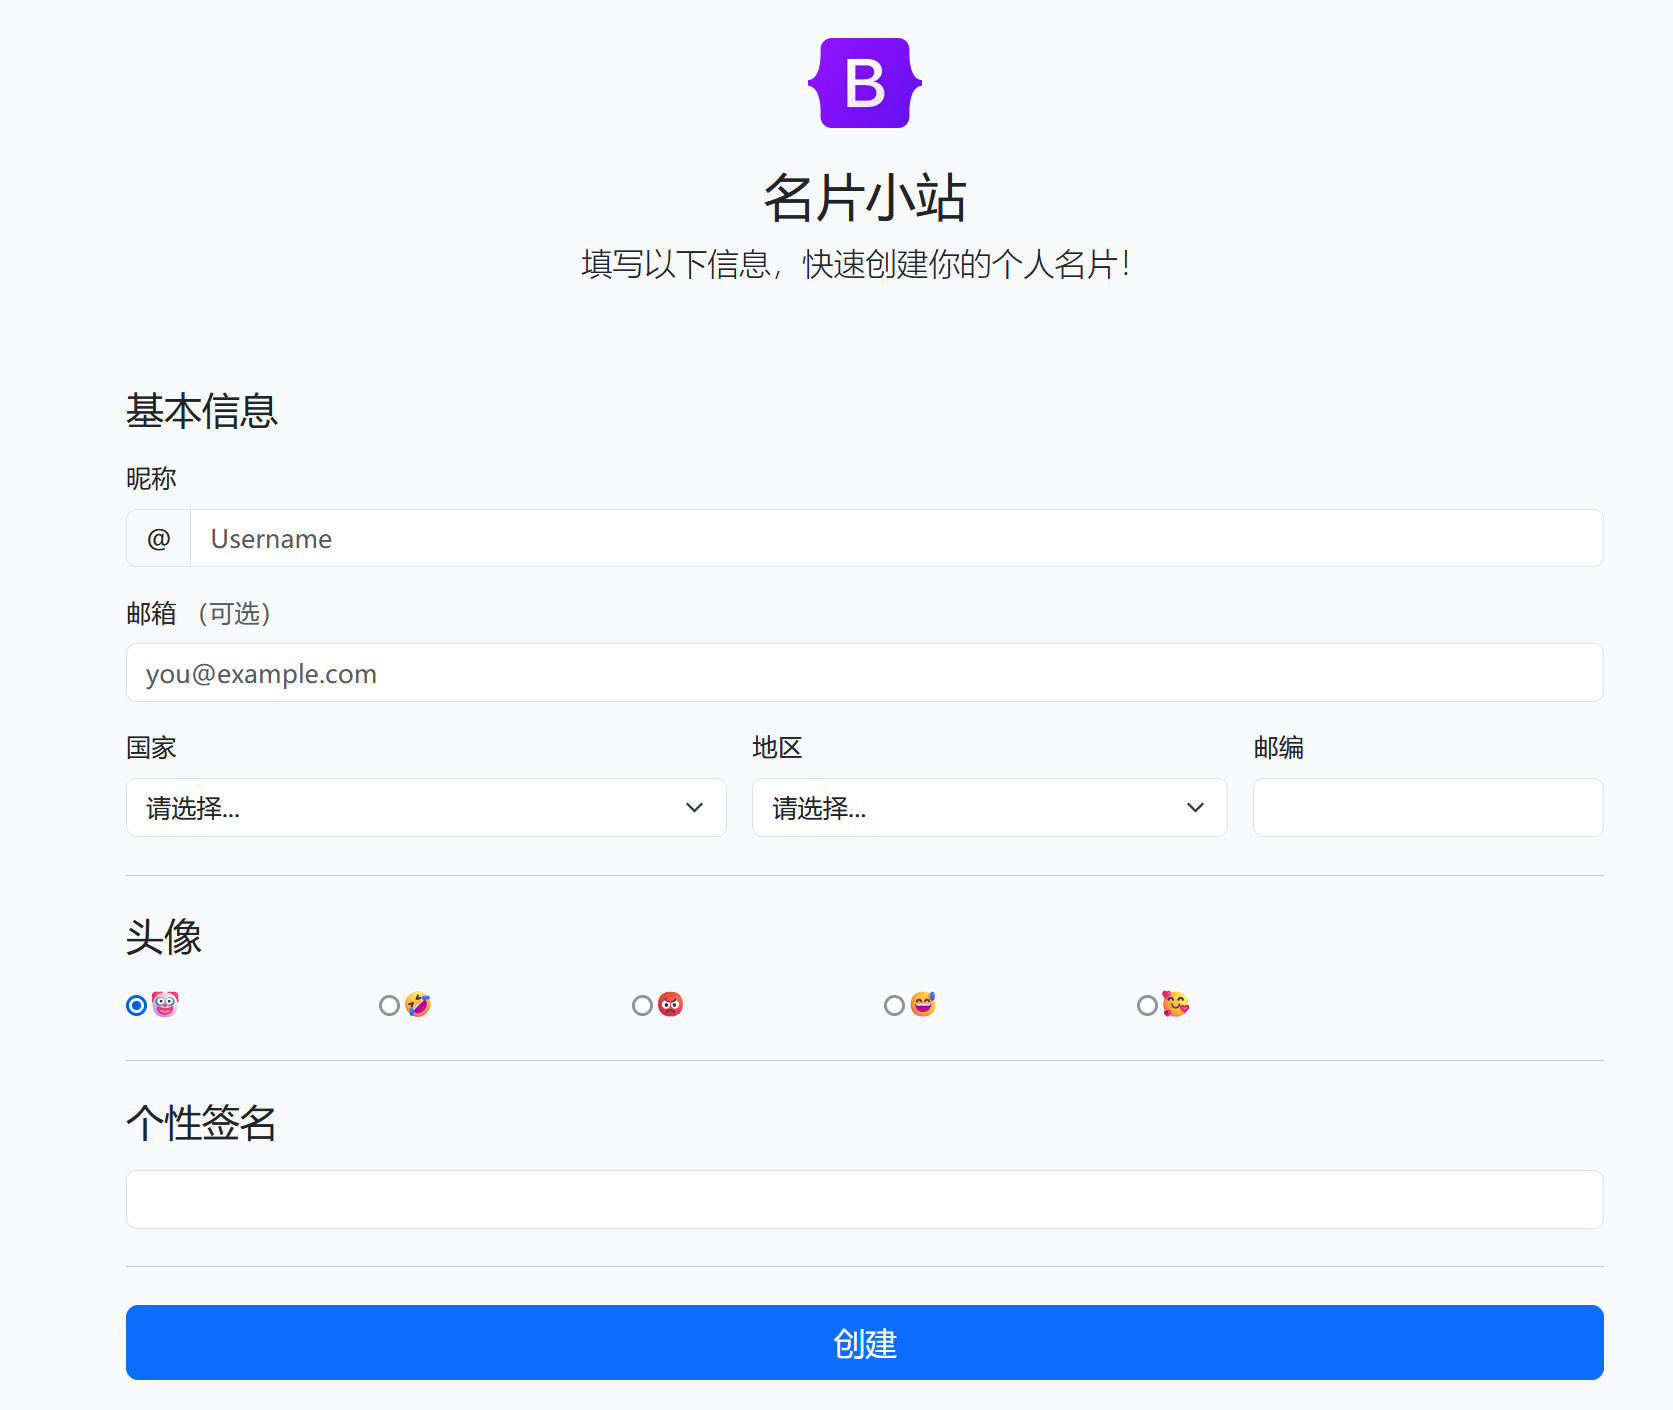 B
名片小站
填写以下信息，快速创建你的个人名片！
基本信息
昵称
@ Username
邮箱 （可选）
you@example.com
国家 地区 邮编
请选择... 请选择...
头像
🤡 🤣 😡 😅 🥰
个性签名
创建